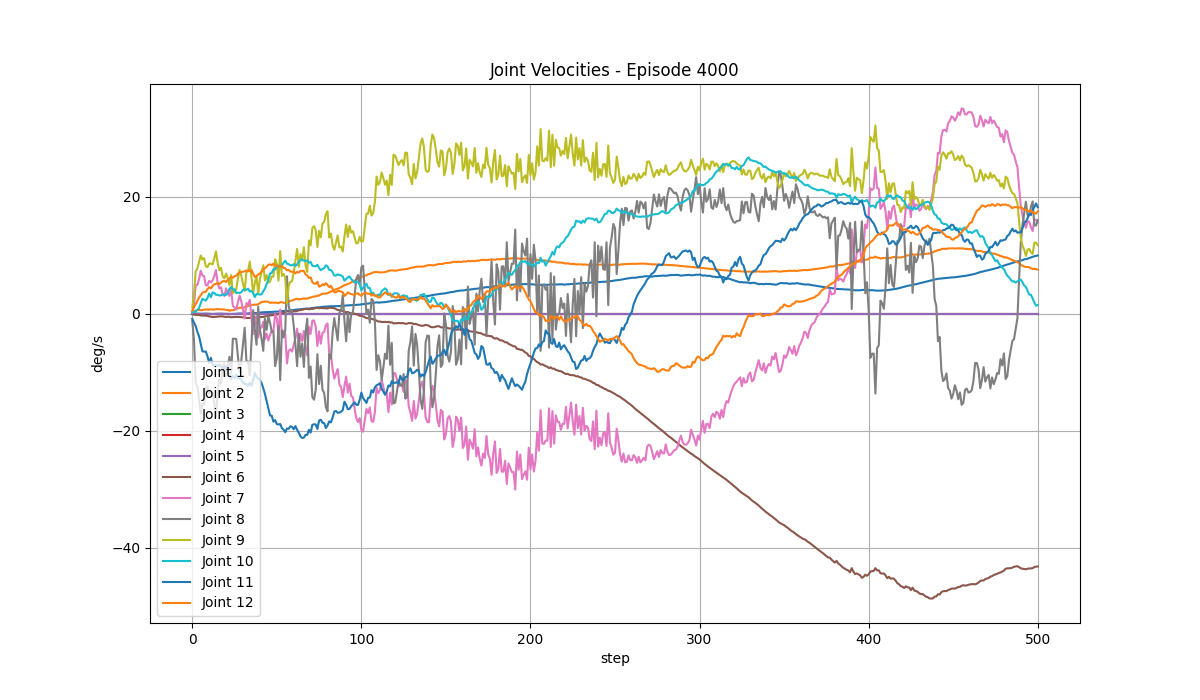 Joint Velocities - Episode 4000
deg/s
20
0
−20
−40
Joint 1
Joint 2
Joint 3
Joint 4
Joint 5
Joint 6
Joint 7
Joint 8
Joint 9
Joint 10
Joint 11
Joint 12
0 100 200 300 400 500
step